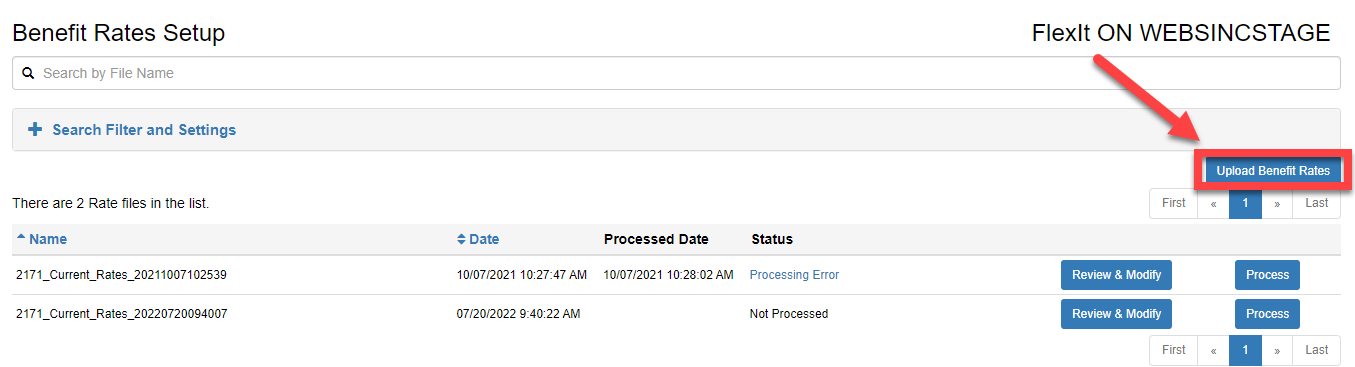 Benefit Rates Setup FlexIt ON WEBSINCSTAGE
Search by File Name
Search Filter and Settings
Upload Benefit Rates
There are 2 Rate files in the list.
First « 1 » Last
Name Date Processed Date Status
2171_Current_Rates_20211007102539 10/07/2021 10:27:47 AM 10/07/2021 10:28:02 AM Processing Error Review & Modify Process
2171_Current_Rates_20220720094007 07/20/2022 9:40:22 AM Not Processed Review & Modify Process
First « 1 » Last